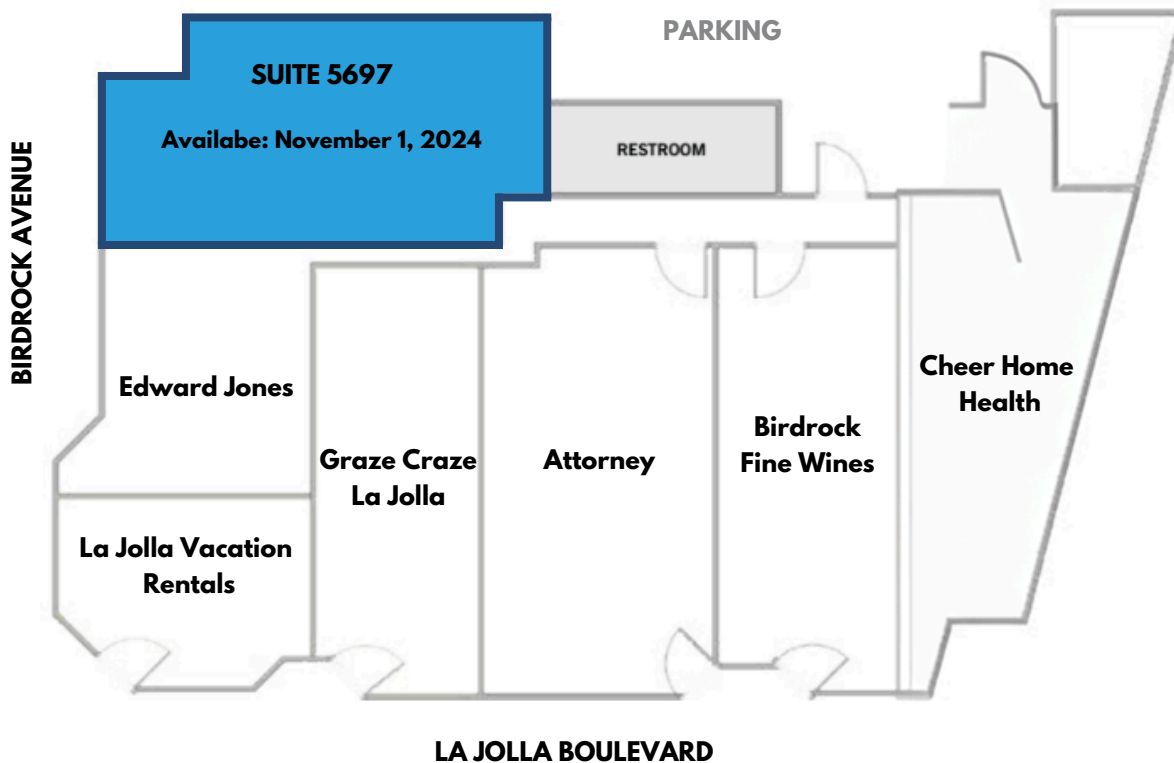 PARKING
SUITE 5697
Availabe: November 1, 2024
RESTROOM
BIRDROCK AVENUE
Edward Jones
Graze Craze
La Jolla
Attorney
Birdrock
Fine Wines
Cheer Home
Health
La Jolla Vacation
Rentals
LA JOLLA BOULEVARD